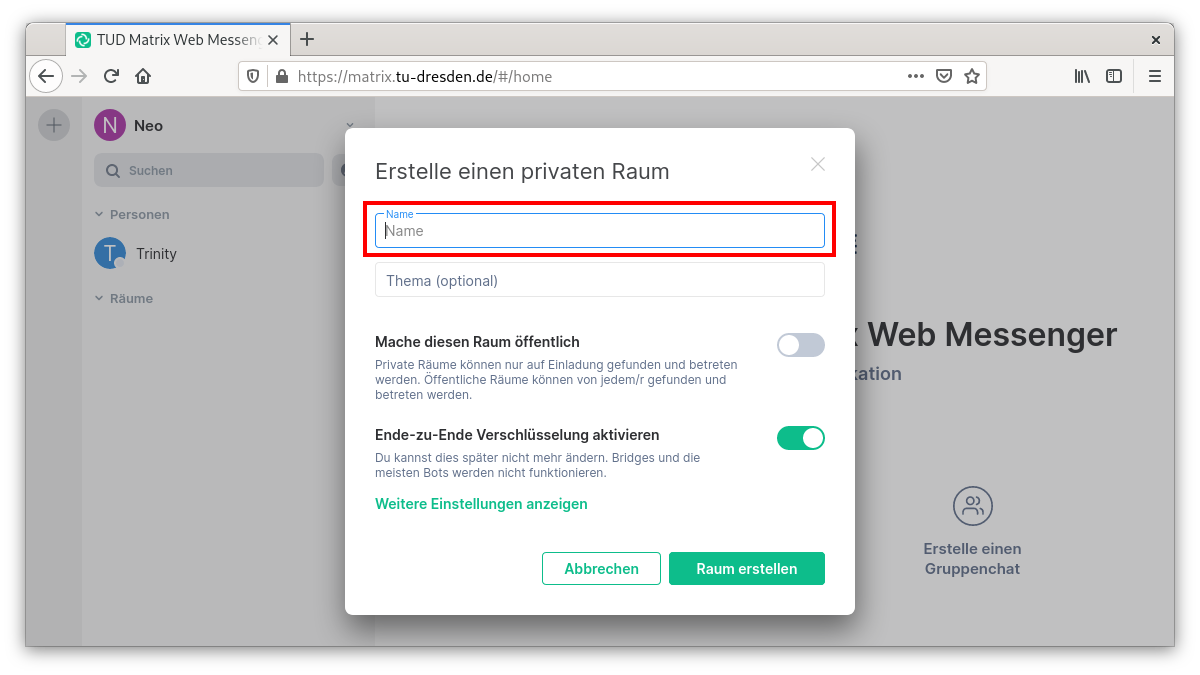 TUD Matrix Web Messeng
https://matrix.tu-dresden.de/#/home
N
Neo
Suchen
Personen
T
Trinity
Räume
Erstelle einen privaten Raum
Name
Name
Thema (optional)
Mache diesen Raum öffentlich
Private Räume können nur auf Einladung gefunden und betreten
werden. Öffentliche Räume können von jedem/r gefunden und
betreten werden.
Ende-zu-Ende Verschlüsselung aktivieren
Du kannst dies später nicht mehr ändern. Bridges und die
meisten Bots werden nicht funktionieren.
Weitere Einstellungen anzeigen
Abbrechen
Raum erstellen
x Web Messenger
kation
Erstelle einen
Gruppenchat